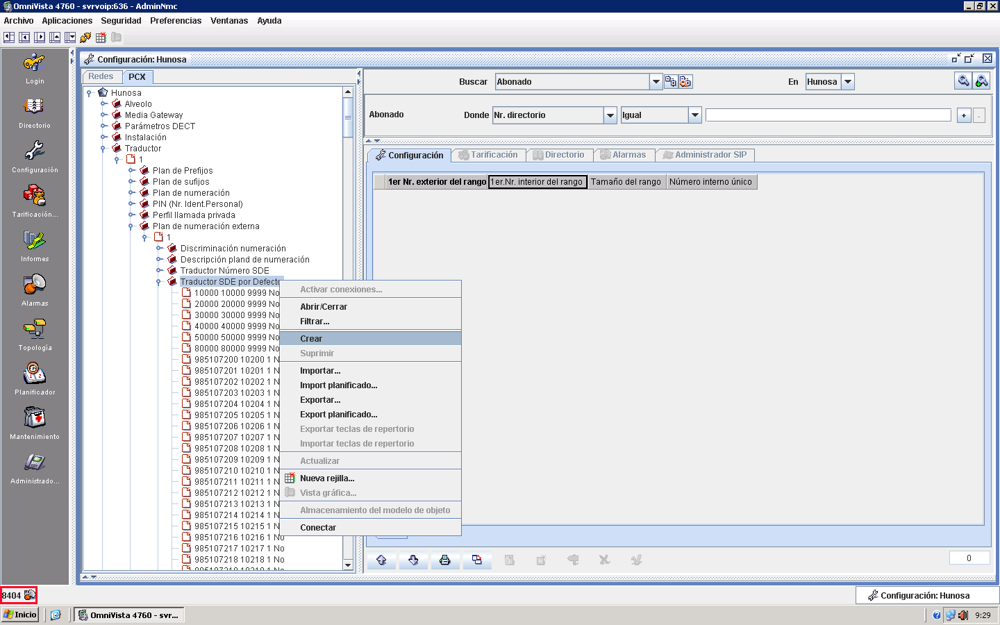 OmniVista 4760 - svrvoip:636 - AdminNmc
Archivo Aplicaciones Seguridad Preferencias Ventanas Ayuda
Login
Directorio
Configuración
Tarificación...
Informes
Alarmas
Topología
Planificador
Mantenimiento
Administrado...
Configuración: Hunosa
Redes PCX
Hunosa
Alveolo
Media Gateway
Parámetros DECT
Instalación
Traductor
1
Plan de Prefijos
Plan de sufijos
Plan de numeración
PIN (Nr. Ident.Personal)
Perfil llamada privada
Plan de numeración externa
1
Discriminación numeración
Descripción pland de numeración
Traductor Número SDE
Traductor SDE por Defecto
10000 10000 9999 No
20000 20000 9999 No
30000 30000 9999 No
40000 40000 9999 No
50000 50000 9999 No
80000 80000 9999 No
985107200 10200 1 N
985107201 10201 1 N
985107202 10202 1 N
985107203 10203 1 N
985107204 10204 1 N
985107205 10205 1 N
985107206 10206 1 N
985107207 10207 1 N
985107208 10208 1 N
985107209 10209 1 N
985107210 10210 1 N
985107211 10211 1 N
985107212 10212 1 N
985107213 10213 1 N
985107214 10214 1 N
985107215 10215 1 N
985107216 10216 1 No
985107217 10217 1 No
985107218 10218 1 No
Buscar Abonado En Hunosa
Abonado Donde Nr. directorio Igual + -
Configuración Tarificación Directorio Alarmas Administrador SIP
1er Nr. exterior del rango 1er.Nr. interior del rango Tamaño del rango Número interno único
Activar conexiones...
Abrir/Cerrar
Filtrar...
Crear
Suprimir
Importar...
Import planificado...
Exportar...
Export planificado...
Exportar teclas de repertorio
Importar teclas de repertorio
Actualizar
Nueva rejilla...
Vista gráfica...
Almacenamiento del modelo de objeto
Conectar
0
8404
Configuración: Hunosa
Inicio OmniVista 4760 - svr... 9:29